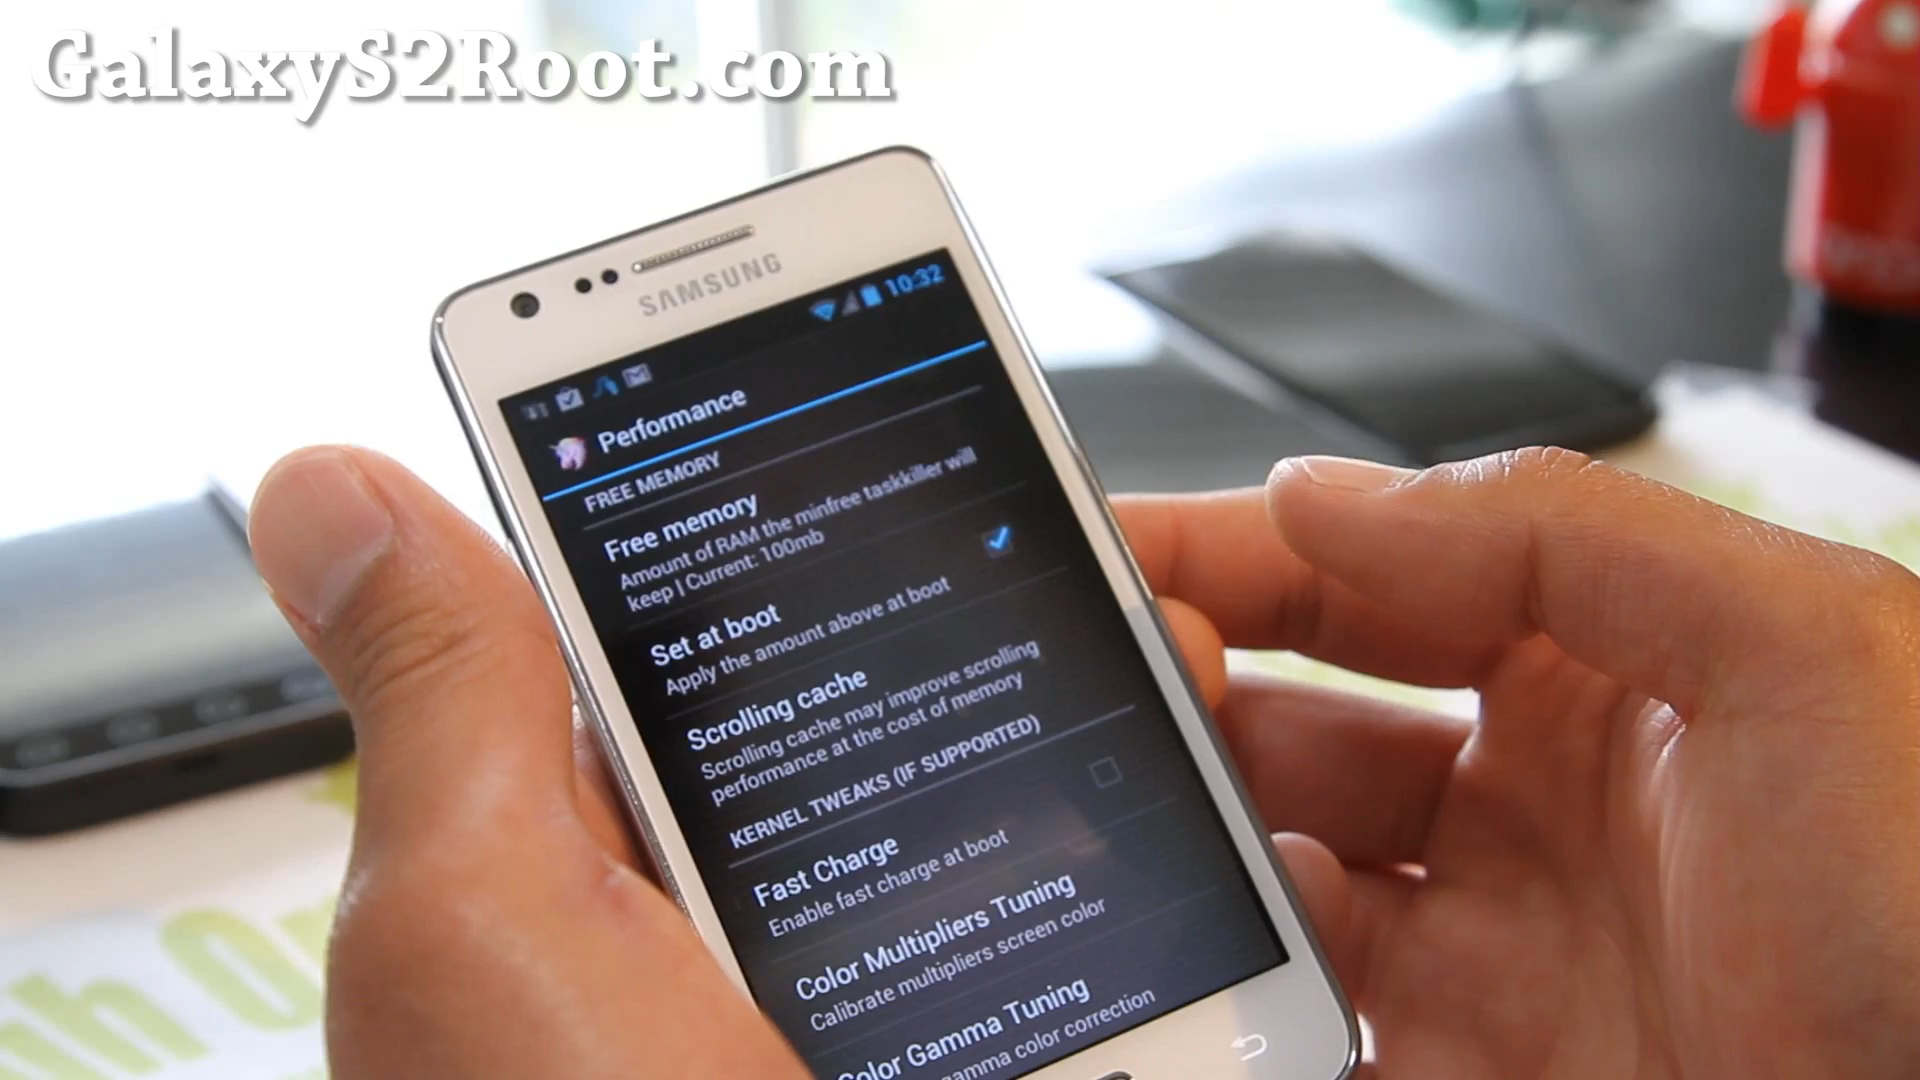 GalaxyS2Root.com
SAMSUNG
10:32
Performance
FREE MEMORY
Free memory
Amount of RAM the minfree taskkiller will
keep | Current: 100mb
Set at boot
Apply the amount above at boot
Scrolling cache
Scrolling cache may improve scrolling
performance at the cost of memory
KERNEL TWEAKS (IF SUPPORTED)
Fast Charge
Enable fast charge at boot
Color Multipliers Tuning
Calibrate multipliers screen color
Color Gamma Tuning
gamma color correction